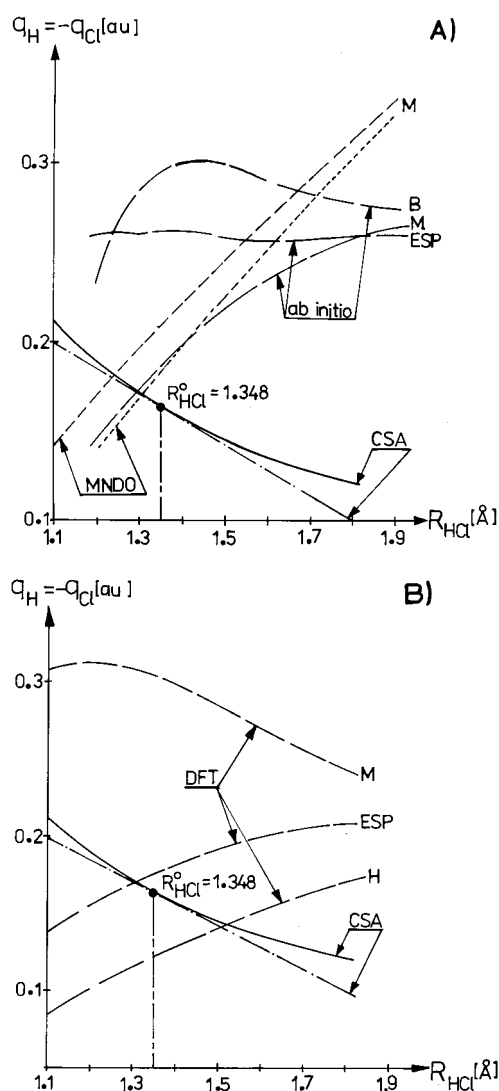 q_H = -q_Cl [au]
A)
M
0.3
B
M
ESP
ab initio
0.2
R°_HCl = 1.348
CSA
MNDO
0.1
1.1 1.3 1.5 1.7 1.9 R_HCl [Å]
q_H = -q_Cl [au]
B)
0.3
M
DFT
ESP
0.2
H
R°_HCl = 1.348
CSA
0.1
1.1 1.3 1.5 1.7 1.9 R_HCl [Å]